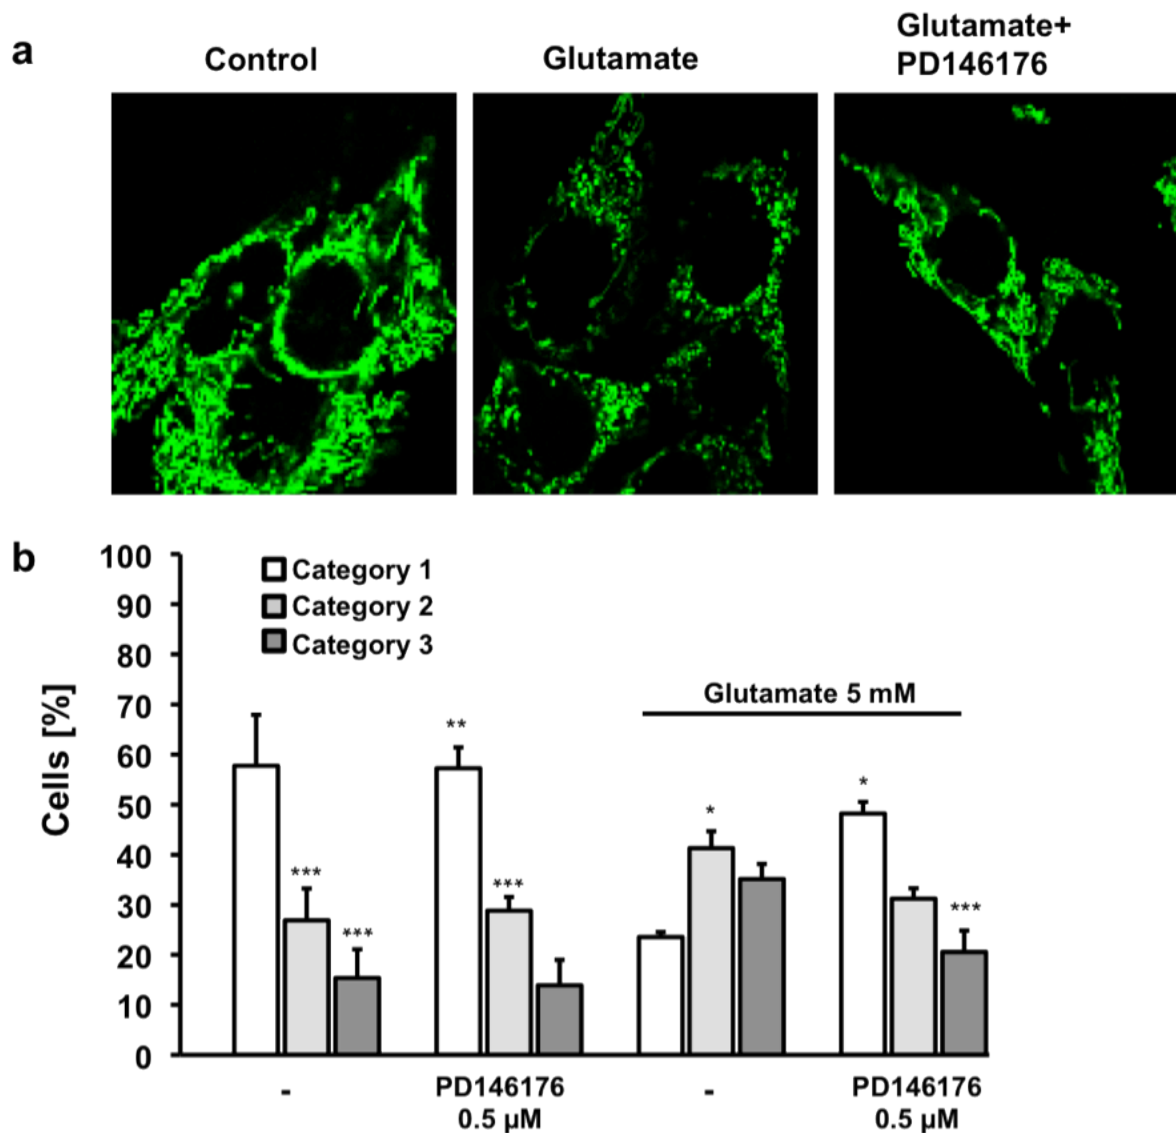 a
Control
Glutamate
Glutamate+
PD146176
b
100
90
80
70
60
50
40
30
20
10
0
Cells [%]
Category 1
Category 2
Category 3
Glutamate 5 mM
***
***
**
***
*
*
***
-
PD146176
0.5 µM
-
PD146176
0.5 µM